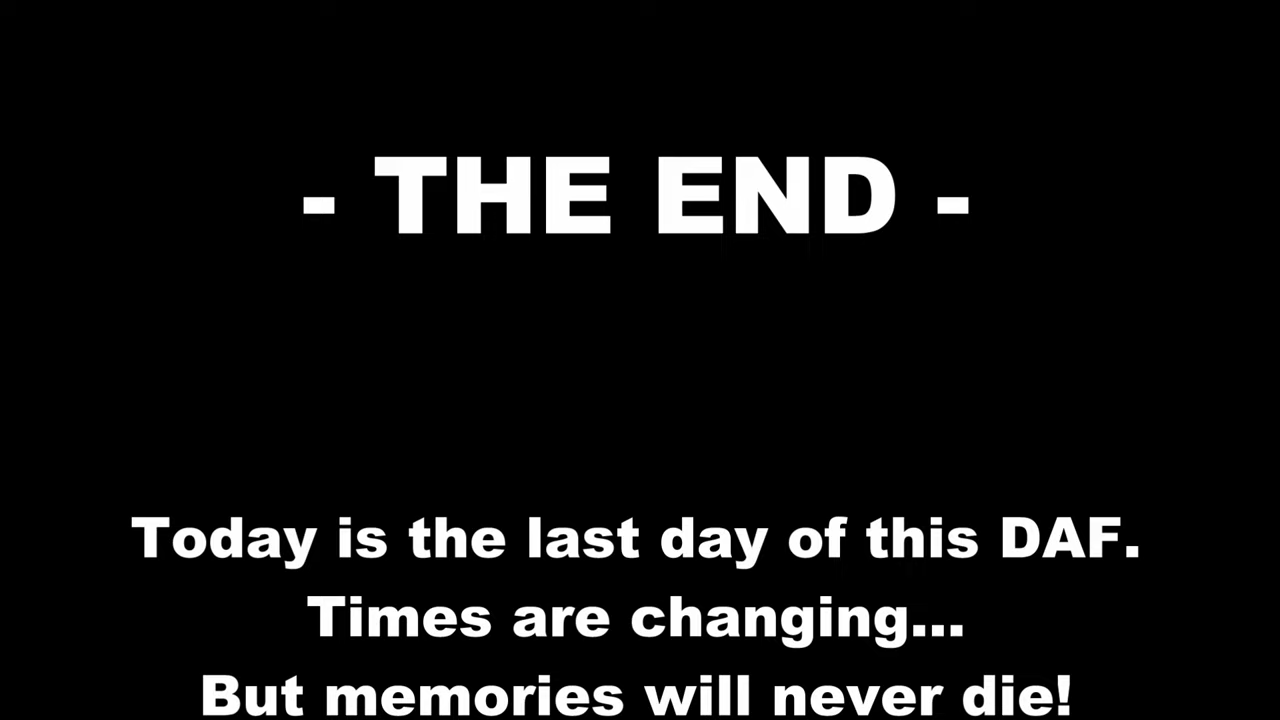 - THE END -
Today is the last day of this DAF.
Times are changing...
But memories will never die!